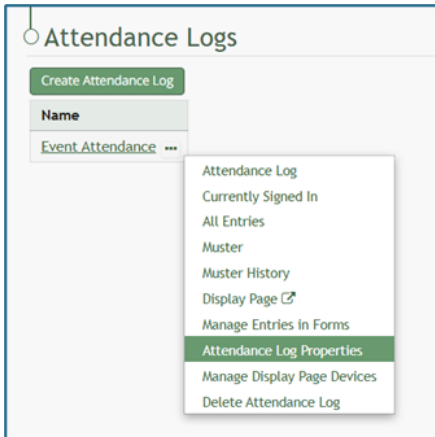 Attendance Logs
Create Attendance Log
Name
Event Attendance ...
Attendance Log
Currently Signed In
All Entries
Muster
Muster History
Display Page
Manage Entries in Forms
Attendance Log Properties
Manage Display Page Devices
Delete Attendance Log